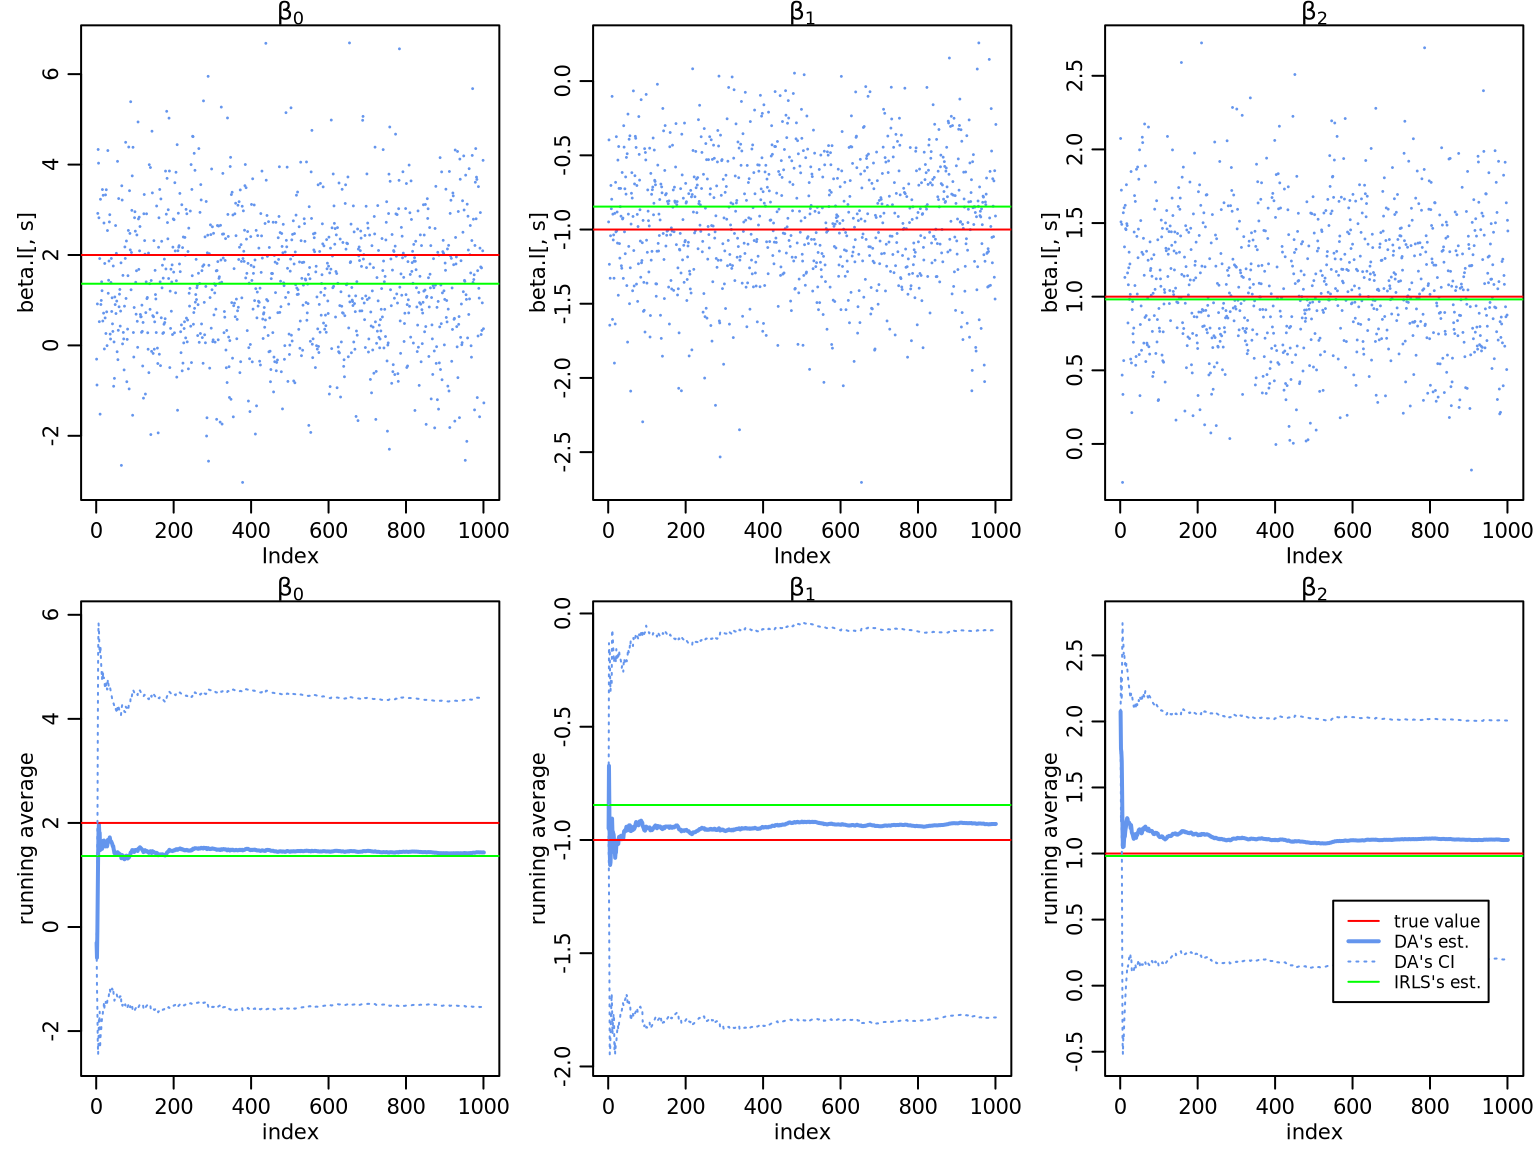 β0
beta.l[, s]
6
4
2
0
-2
0 200 400 600 800 1000
Index
β1
beta.l[, s]
0.0
-0.5
-1.0
-1.5
-2.0
-2.5
0 200 400 600 800 1000
Index
β2
beta.l[, s]
2.5
2.0
1.5
1.0
0.5
0.0
0 200 400 600 800 1000
Index
β0
running average
6
4
2
0
-2
0 200 400 600 800 1000
index
β1
running average
0.0
-0.5
-1.0
-1.5
-2.0
0 200 400 600 800 1000
index
β2
running average
2.5
2.0
1.5
1.0
0.5
0.0
-0.5
true value
DA's est.
DA's CI
IRLS's est.
0 200 400 600 800 1000
index